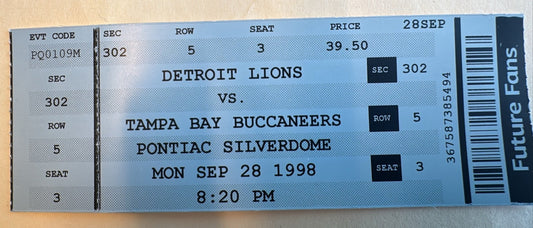 EVT CODE SEC ROW SEAT PRICE 28SEP
PQ0109M 302 5 3 39.50
SEC DETROIT LIONS SEC 302
302 VS.
ROW TAMPA BAY BUCCANEERS ROW 5
5 PONTIAC SILVERDOME
SEAT MON SEP 28 1998 SEAT 3
3 8:20 PM
367587385494
Future Fans